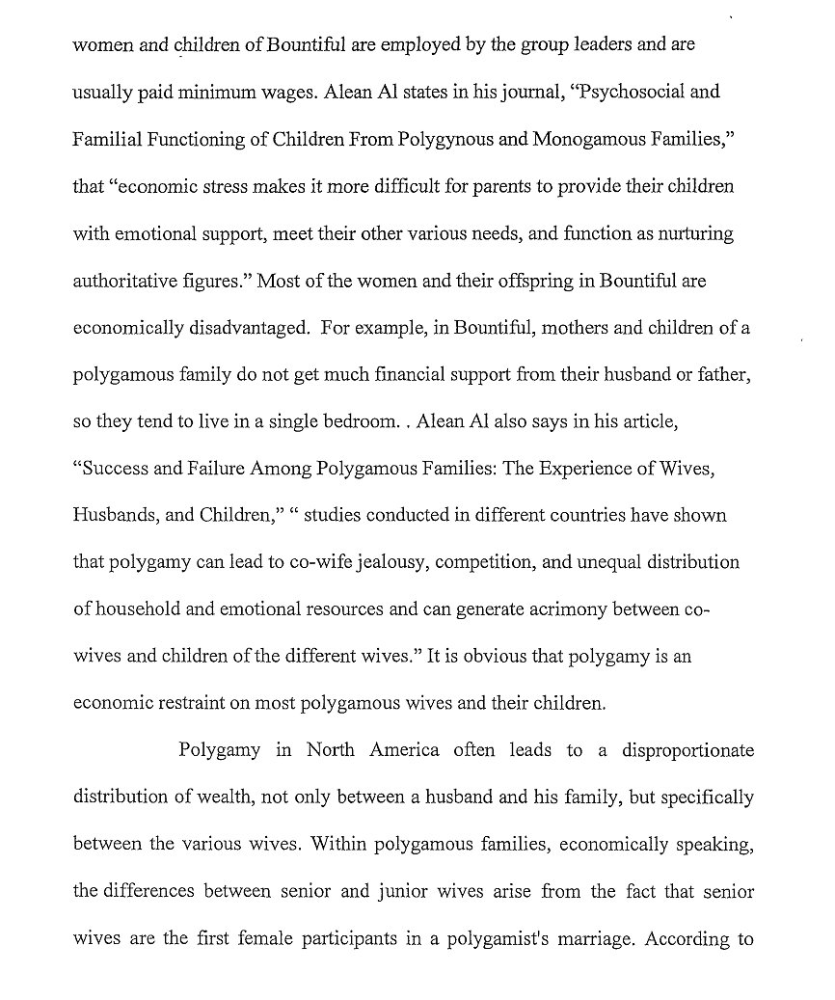 women and children of Bountiful are employed by the group leaders and are
usually paid minimum wages. Alean Al states in his journal, “Psychosocial and
Familial Functioning of Children From Polygynous and Monogamous Families,”
that “economic stress makes it more difficult for parents to provide their children
with emotional support, meet their other various needs, and function as nurturing
authoritative figures.” Most of the women and their offspring in Bountiful are
economically disadvantaged.  For example, in Bountiful, mothers and children of a
polygamous family do not get much financial support from their husband or father,
so they tend to live in a single bedroom. . Alean Al also says in his article,
“Success and Failure Among Polygamous Families: The Experience of Wives,
Husbands, and Children,” “ studies conducted in different countries have shown
that polygamy can lead to co-wife jealousy, competition, and unequal distribution
of household and emotional resources and can generate acrimony between co-
wives and children of the different wives.” It is obvious that polygamy is an
economic restraint on most polygamous wives and their children.
Polygamy in North America often leads to a disproportionate
distribution of wealth, not only between a husband and his family, but specifically
between the various wives. Within polygamous families, economically speaking,
the differences between senior and junior wives arise from the fact that senior
wives are the first female participants in a polygamist's marriage. According to